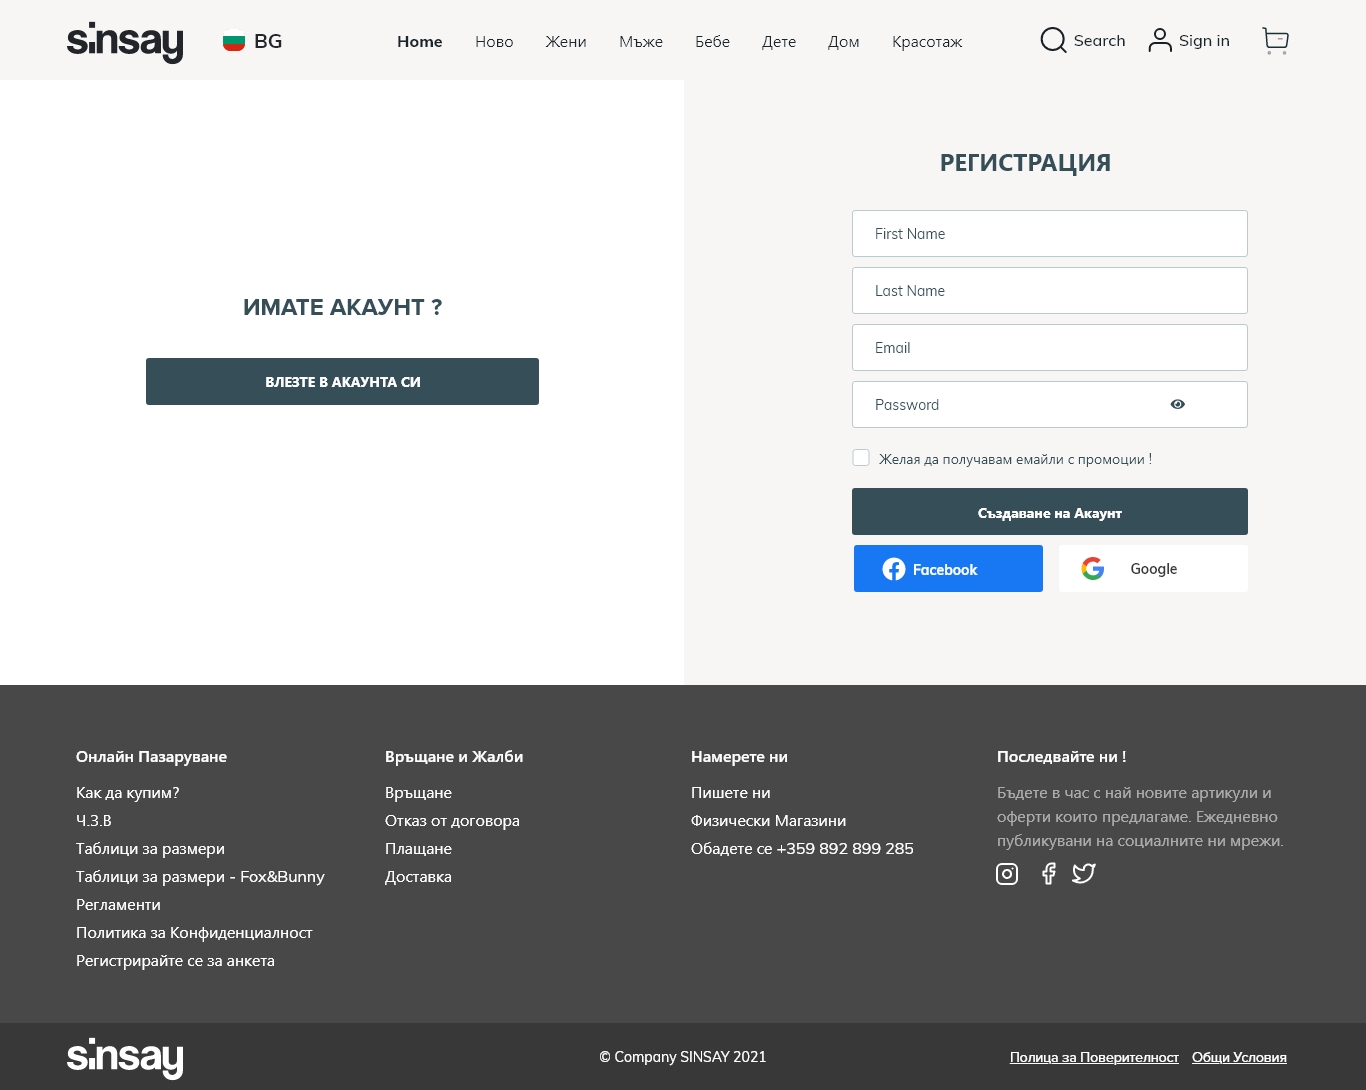 sinsay
BG
Home
Ново
Жени
Мъже
Бебе
Дете
Дом
Красотаж
Search
Sign in
ИМАТЕ АКАУНТ ?
ВЛЕЗТЕ В АКАУНТА СИ
РЕГИСТРАЦИЯ
First Name
Last Name
Email
Password
Желая да получавам емайли с промоции !
Създаване на Акаунт
Facebook
Google
Онлайн Пазаруване
Как да купим?
Ч.З.В
Таблици за размери
Таблици за размери - Fox&Bunny
Регламенти
Политика за Конфиденциалност
Регистрирайте се за анкета
Връщане и Жалби
Връщане
Отказ от договора
Плащане
Доставка
Намерете ни
Пишете ни
Физически Магазини
Обадете се +359 892 899 285
Последвайте ни !
Бъдете в час с най новите артикули и
оферти които предлагаме. Ежедневно
публикувани на социалните ни мрежи.
sinsay
© Company SINSAY 2021
Полица за Поверителност
Общи Условия